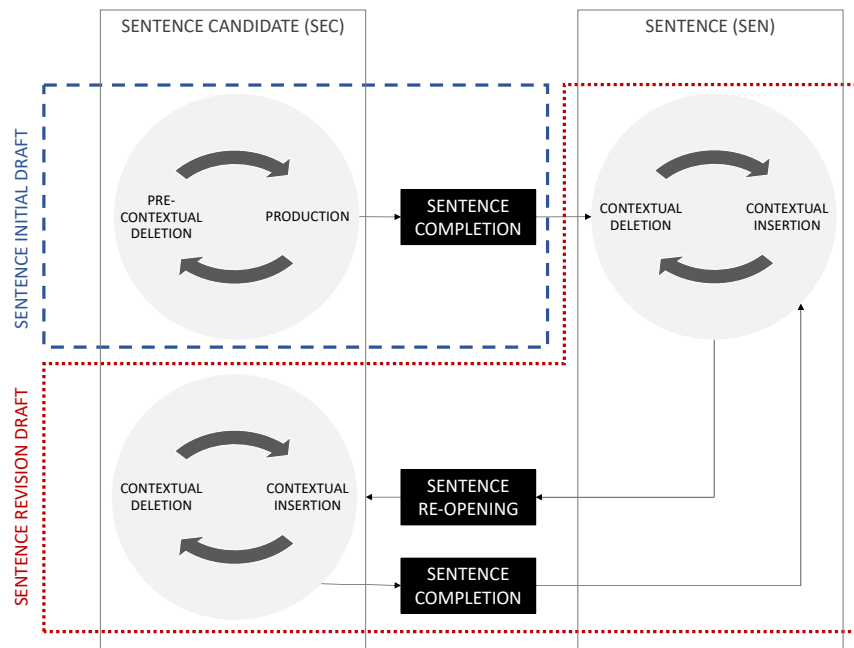 SENTENCE CANDIDATE (SEC)
SENTENCE (SEN)
SENTENCE INITIAL DRAFT
PRE-
CONTEXTUAL
DELETION
PRODUCTION
SENTENCE
COMPLETION
CONTEXTUAL
DELETION
CONTEXTUAL
INSERTION
SENTENCE REVISION DRAFT
CONTEXTUAL
DELETION
CONTEXTUAL
INSERTION
SENTENCE
RE-OPENING
SENTENCE
COMPLETION